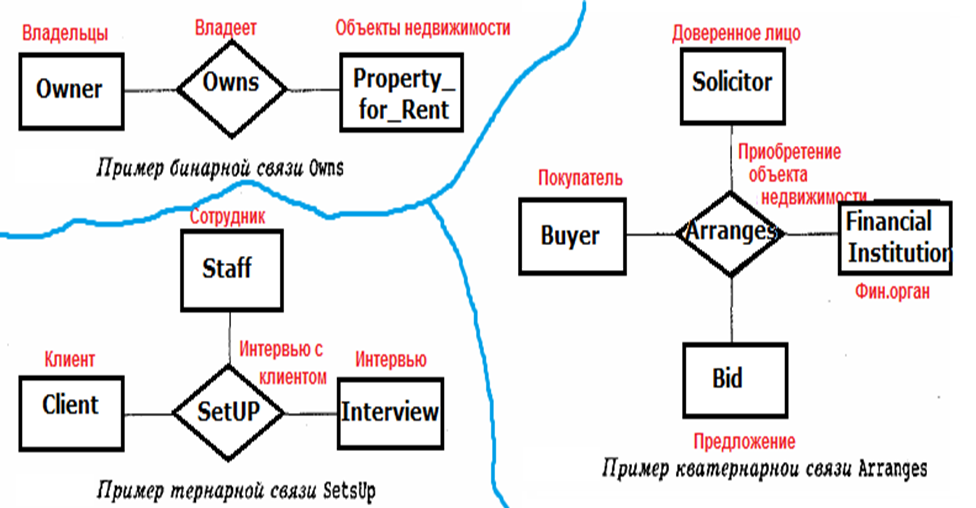 Владельцы
Владеет
Объекты недвижимости
Owner
Owns
Property_
for_Rent
Пример бинарной связи Owns
Сотрудник
Staff
Клиент
Интервью с
клиентом
Интервью
Client
SetUP
Interview
Пример тернарной связи SetsUp
Доверенное лицо
Solicitor
Приобретение
объекта
недвижимости
Покупатель
Buyer
Arranges
Financial
Institution
Фин.орган
Bid
Предложение
Пример кватернарной связи Arranges